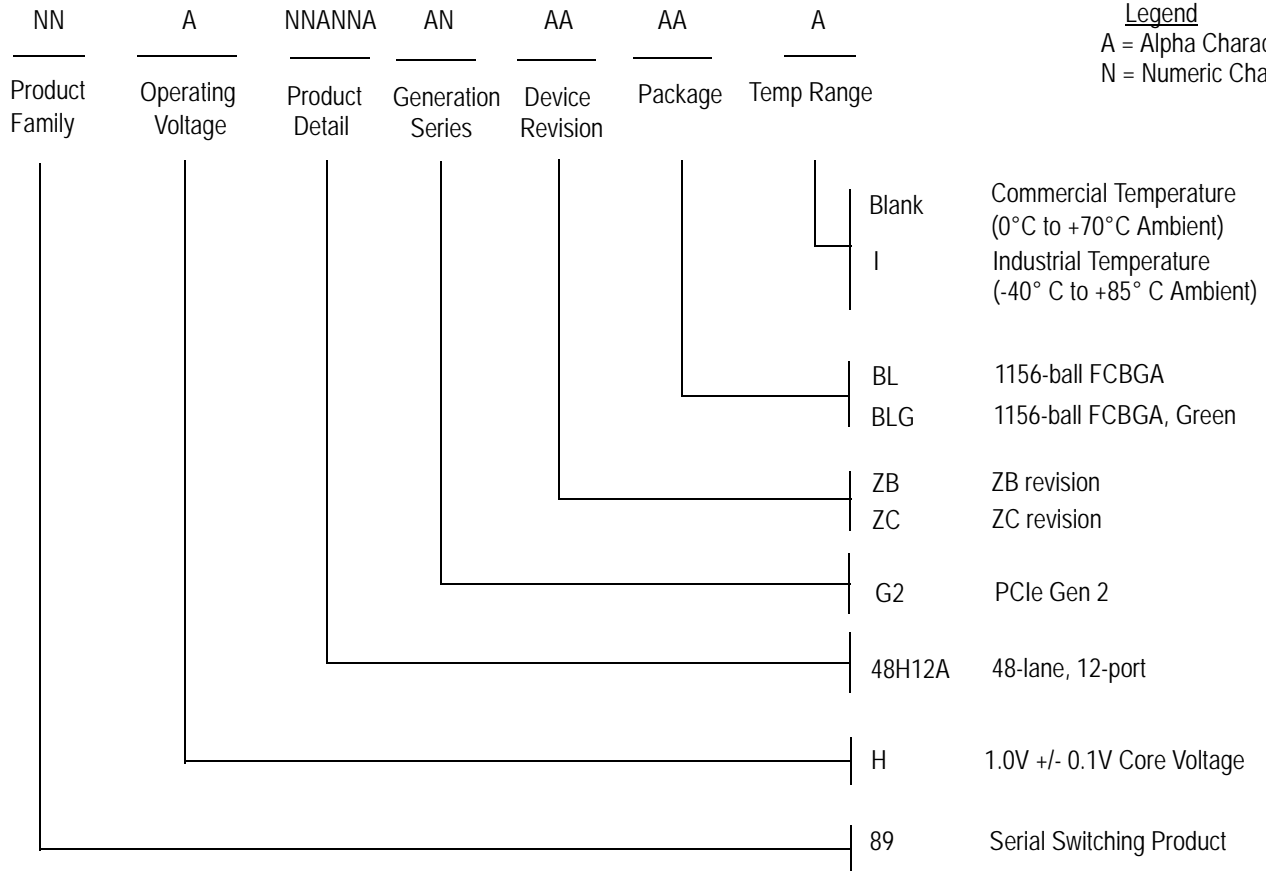 NN A NNANNA AN AA AA A
Legend
A = Alpha
N = Numeric
Product Family
Operating Voltage
Product Detail
Generation Series
Device Revision
Package
Temp Range
Blank Commercial Temperature
(0°C to +70°C Ambient)
I Industrial Temperature
(-40° C to +85° C Ambient)
BL 1156-ball FCBGA
BLG 1156-ball FCBGA, Green
ZB ZB revision
ZC ZC revision
G2 PCIe Gen 2
48H12A 48-lane, 12-port
H 1.0V +/- 0.1V Core Voltage
89 Serial Switching Product